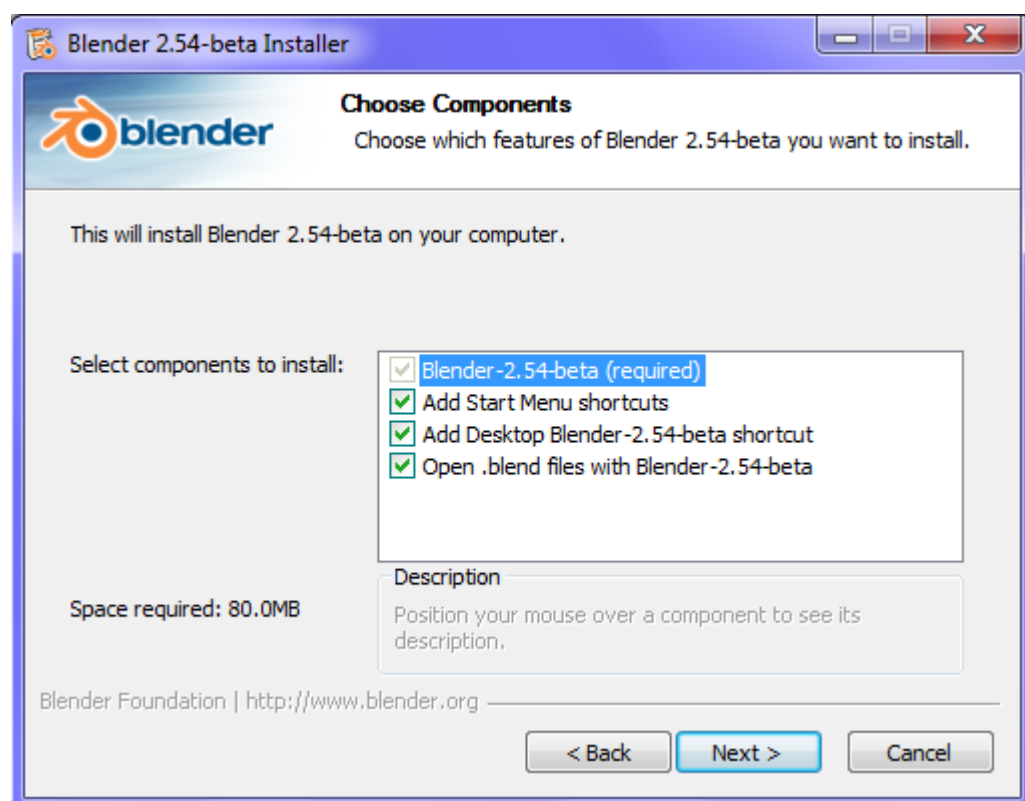 Blender 2.54-beta Installer
blender
Choose Components
Choose which features of Blender 2.54-beta you want to install.
This will install Blender 2.54-beta on your computer.
Select components to install:
Blender-2.54-beta (required)
Add Start Menu shortcuts
Add Desktop Blender-2.54-beta shortcut
Open .blend files with Blender-2.54-beta
Space required: 80.0MB
Description
Position your mouse over a component to see its
description.
Blender Foundation | http://www.blender.org
< Back
Next >
Cancel